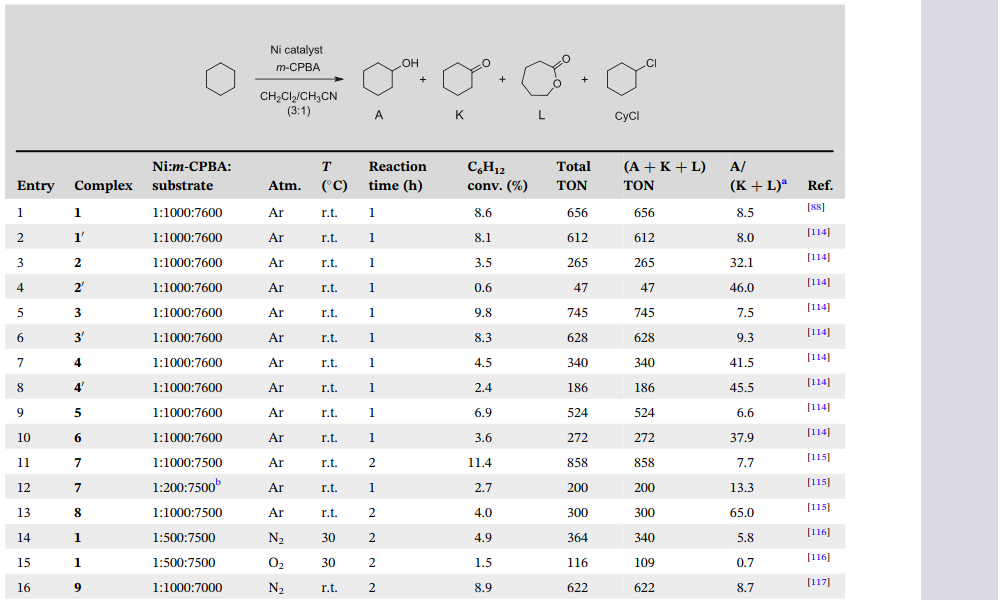 Ni catalyst
m-CPBA
CH₂Cl₂/CH₃CN
(3:1)
OH
+
O
+
O
O
+
Cl
A K L CyCl
Ni:m-CPBA: T Reaction C₆H₁₂ Total (A + K + L) A/
Entry Complex substrate Atm. (°C) time (h) conv. (%) TON TON (K + L)ᵃ Ref.
1 1 1:1000:7600 Ar r.t. 1 8.6 656 656 8.5 [88]
2 1′ 1:1000:7600 Ar r.t. 1 8.1 612 612 8.0 [114]
3 2 1:1000:7600 Ar r.t. 1 3.5 265 265 32.1 [114]
4 2′ 1:1000:7600 Ar r.t. 1 0.6 47 47 46.0 [114]
5 3 1:1000:7600 Ar r.t. 1 9.8 745 745 7.5 [114]
6 3′ 1:1000:7600 Ar r.t. 1 8.3 628 628 9.3 [114]
7 4 1:1000:7600 Ar r.t. 1 4.5 340 340 41.5 [114]
8 4′ 1:1000:7600 Ar r.t. 1 2.4 186 186 45.5 [114]
9 5 1:1000:7600 Ar r.t. 1 6.9 524 524 6.6 [114]
10 6 1:1000:7600 Ar r.t. 1 3.6 272 272 37.9 [114]
11 7 1:1000:7500 Ar r.t. 2 11.4 858 858 7.7 [115]
12 7 1:200:7500ᵇ Ar r.t. 1 2.7 200 200 13.3 [115]
13 8 1:1000:7500 Ar r.t. 2 4.0 300 300 65.0 [115]
14 1 1:500:7500 N₂ 30 2 4.9 364 340 5.8 [116]
15 1 1:500:7500 O₂ 30 2 1.5 116 109 0.7 [116]
16 9 1:1000:7000 N₂ r.t. 2 8.9 622 622 8.7 [117]